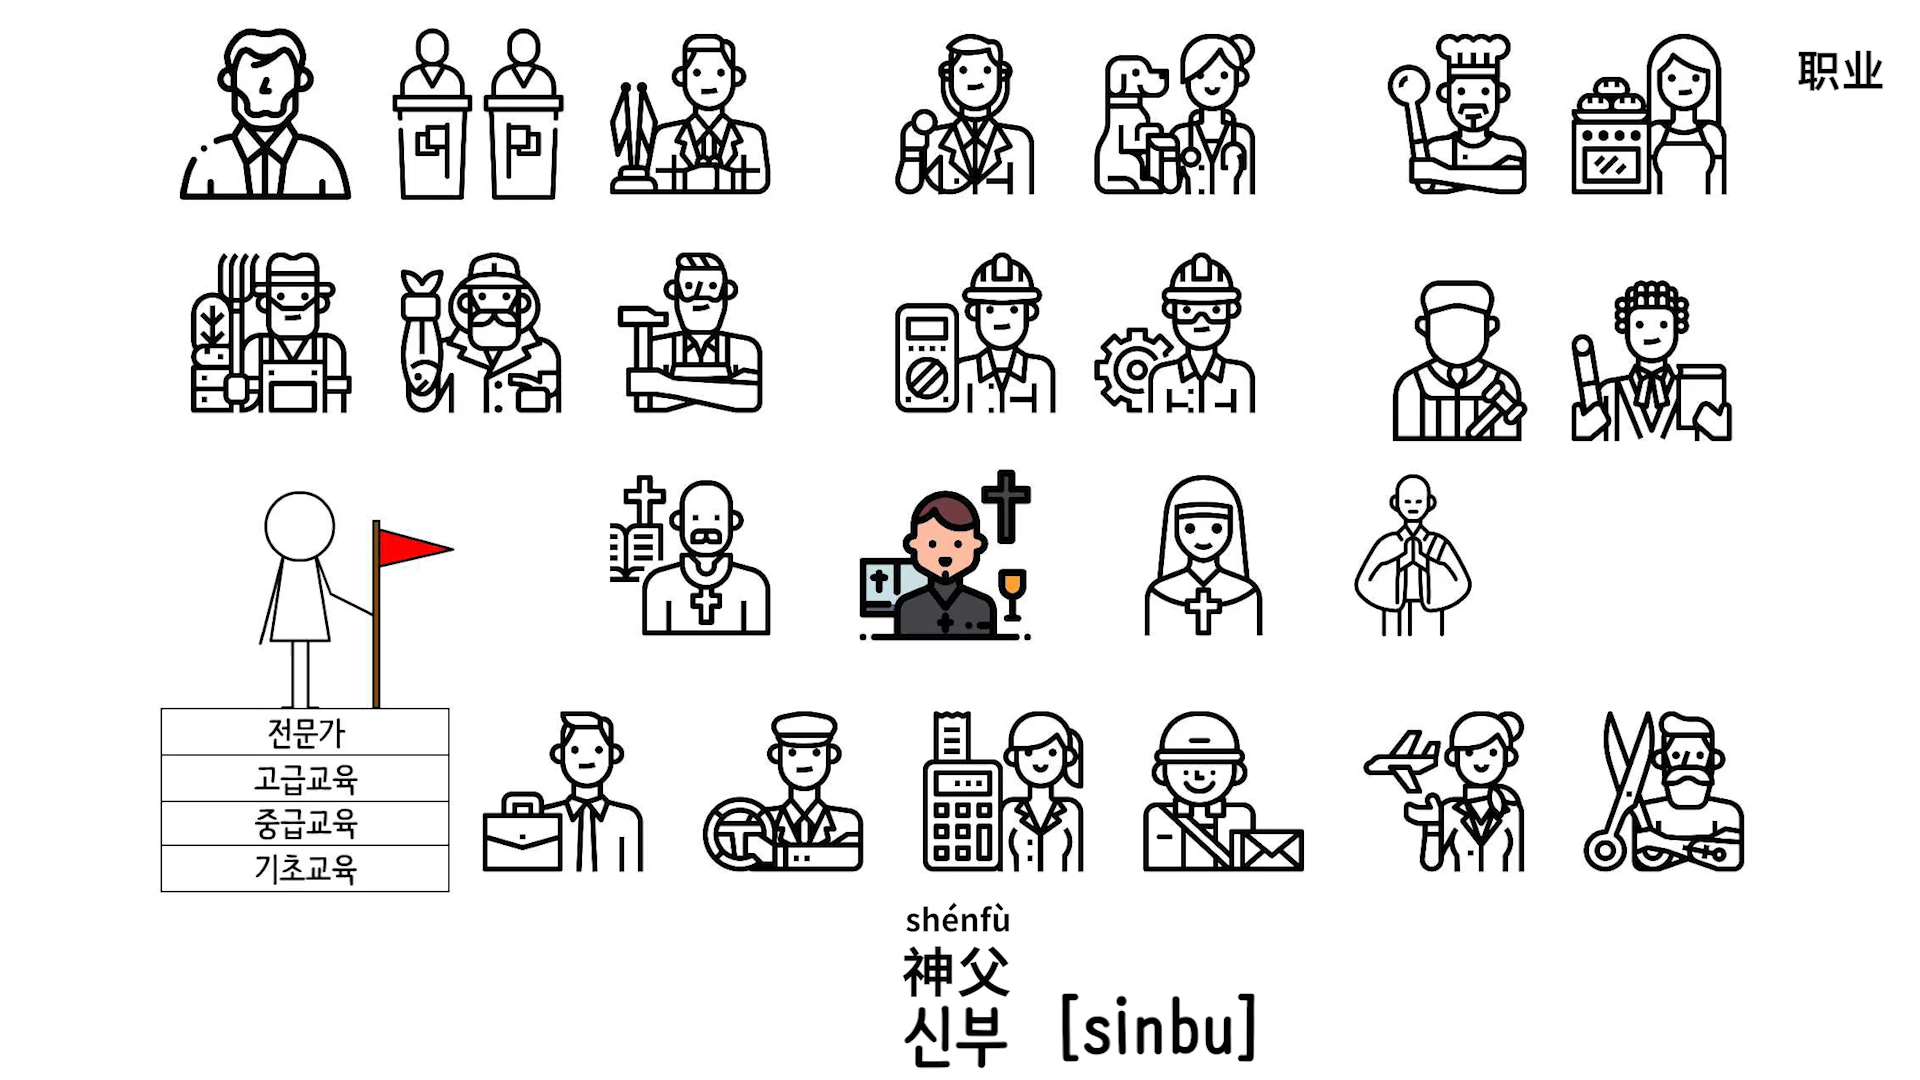 职业
전문가
고급교육
중급교육
기초교육
shénfù
神父
신부 [sinbu]